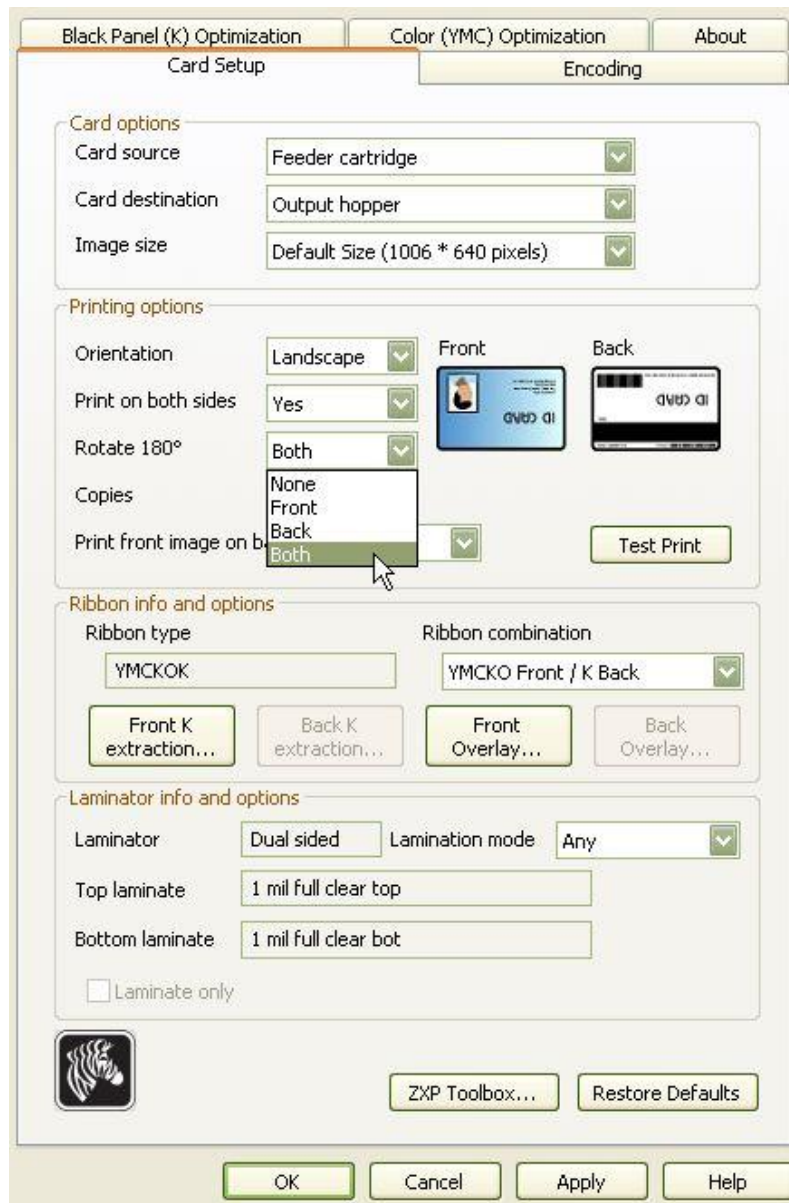 Black Panel (K) Optimization
Color (YMC) Optimization
About
Card Setup
Encoding
Card options
Card source
Feeder cartridge
Card destination
Output hopper
Image size
Default Size (1006 * 640 pixels)
Printing options
Orientation
Landscape
Front
Back
Print on both sides
Yes
ID CARD
ID CARD
Rotate 180°
Both
None
Front
Back
Both
Copies
Print front image on b
Test Print
Ribbon info and options
Ribbon type
Ribbon combination
YMCKOK
YMCKO Front / K Back
Front K
extraction...
Back K
extraction...
Front
Overlay...
Back
Overlay...
Laminator info and options
Laminator
Dual sided
Lamination mode
Any
Top laminate
1 mil full clear top
Bottom laminate
1 mil full clear bot
Laminate only
ZXP Toolbox...
Restore Defaults
OK
Cancel
Apply
Help